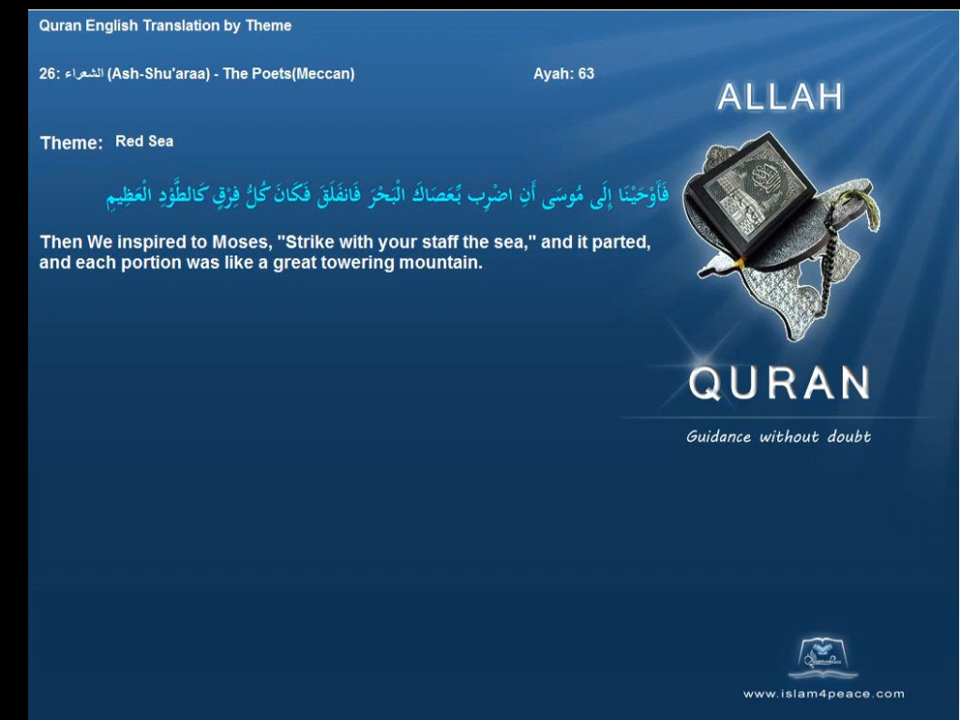 Quran English Translation by Theme
26: الشعراء (Ash-Shu'araa) - The Poets(Meccan) Ayah: 63
ALLAH
Theme: Red Sea
فَأَوْحَيْنَا إِلَى مُوسَى أَنِ اضْرِب بِّعَصَاكَ الْبَحْرَ فَانفَلَقَ فَكَانَ كُلُّ فِرْقٍ كَالطَّوْدِ الْعَظِيمِ
Then We inspired to Moses, "Strike with your staff the sea," and it parted,
and each portion was like a great towering mountain.
QURAN
Guidance without doubt
www.islam4peace.com